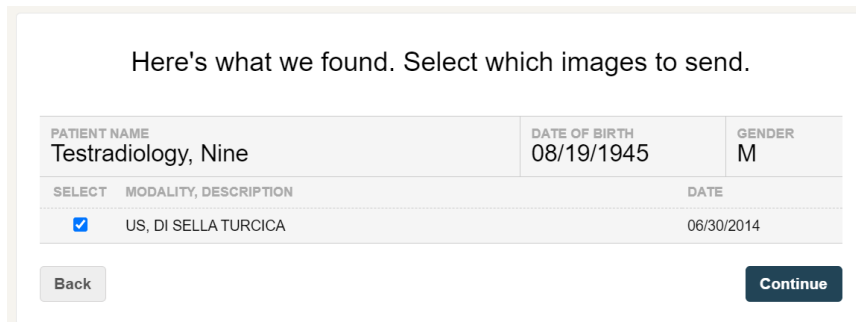 Here's what we found. Select which images to send.
PATIENT NAME DATE OF BIRTH GENDER
Testradiology, Nine 08/19/1945 M
SELECT MODALITY, DESCRIPTION DATE
US, DI SELLA TURCICA 06/30/2014
Back Continue